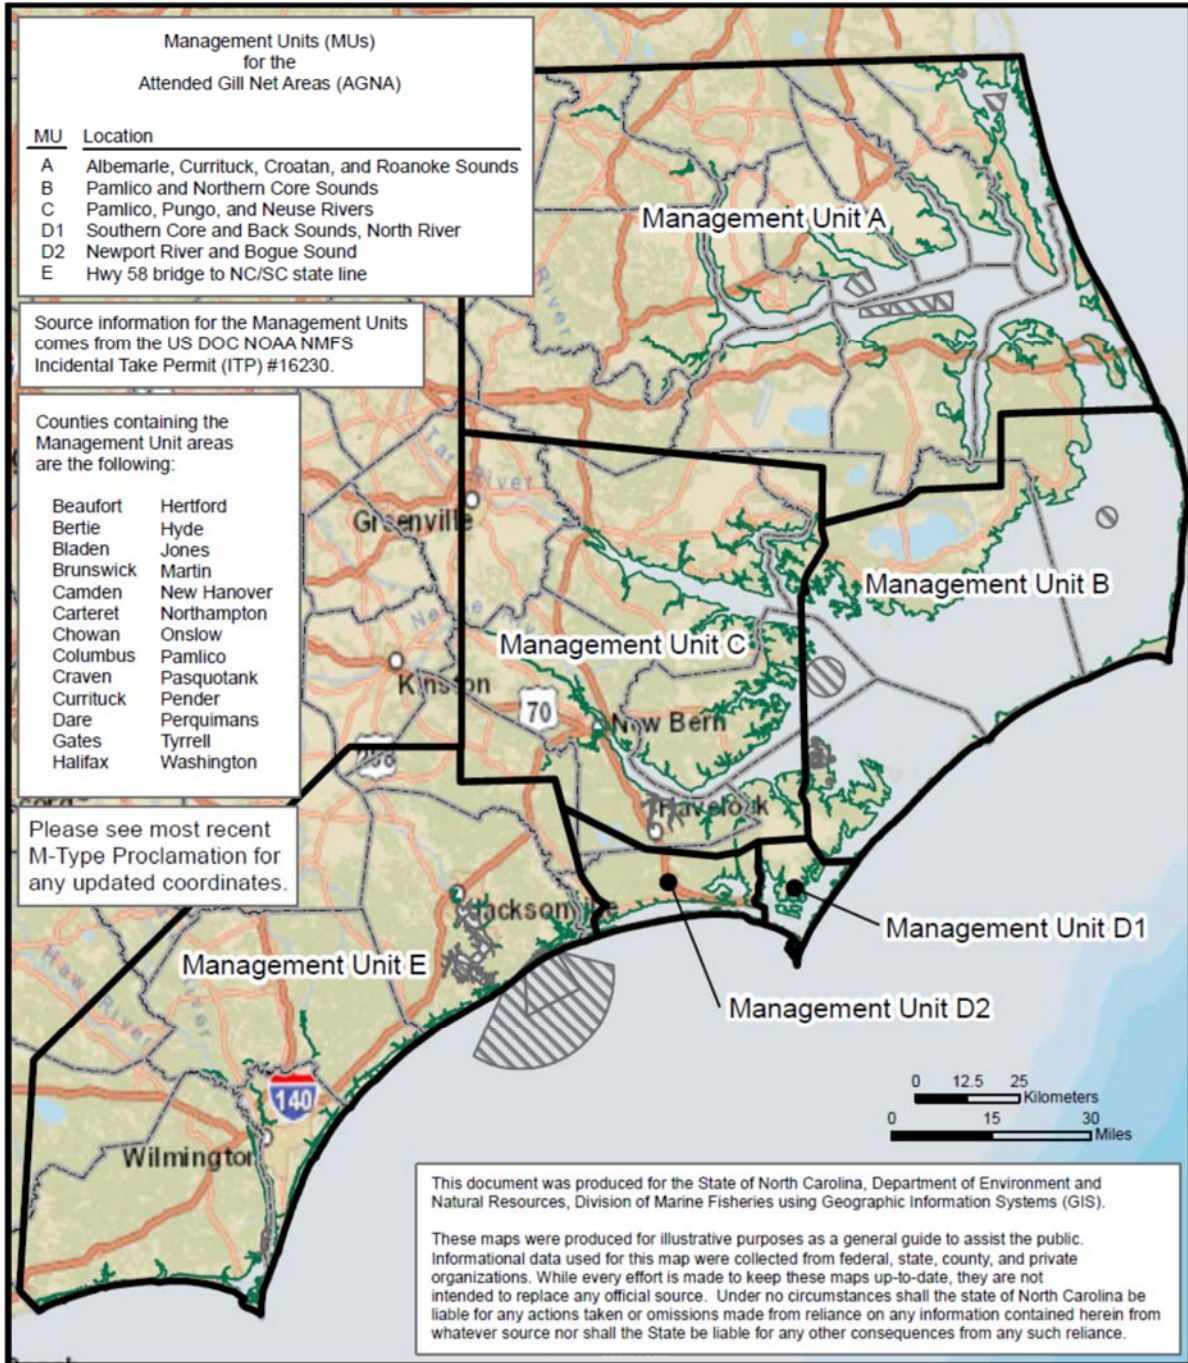 Management Units (MUs)
for the
Attended Gill Net Areas (AGNA)
MU Location
A Albemarle, Currituck, Croatan, and Roanoke Sounds
B Pamlico and Northern Core Sounds
C Pamlico, Pungo, and Neuse Rivers
D1 Southern Core and Back Sounds, North River
D2 Newport River and Bogue Sound
E Hwy 58 bridge to NC/SC state line
Source information for the Management Units
comes from the US DOC NOAA NMFS
Incidental Take Permit (ITP) #16230.
Counties containing the
Management Unit areas
are the following:
Beaufort Hertford
Bertie Hyde
Bladen Jones
Brunswick Martin
Camden New Hanover
Carteret Northampton
Chowan Onslow
Columbus Pamlico
Craven Pasquotank
Currituck Pender
Dare Perquimans
Gates Tyrrell
Halifax Washington
Please see most recent
M-Type Proclamation for
any updated coordinates.
Management Unit A
River
Tar River
Greenville
Management Unit B
Management Unit C
Kinston
70
New Bern
Havelock
Jacksonville
Management Unit D1
Management Unit E
Management Unit D2
River
140
Wilmington
0 12.5 25
Kilometers
0 15 30
Miles
This document was produced for the State of North Carolina, Department of Environment and
Natural Resources, Division of Marine Fisheries using Geographic Information Systems (GIS).
These maps were produced for illustrative purposes as a general guide to assist the public.
Informational data used for this map were collected from federal, state, county, and private
organizations. While every effort is made to keep these maps up-to-date, they are not
intended to replace any official source. Under no circumstances shall the state of North Carolina be
liable for any actions taken or omissions made from reliance on any information contained herein from
whatever source nor shall the State be liable for any other consequences from any such reliance.